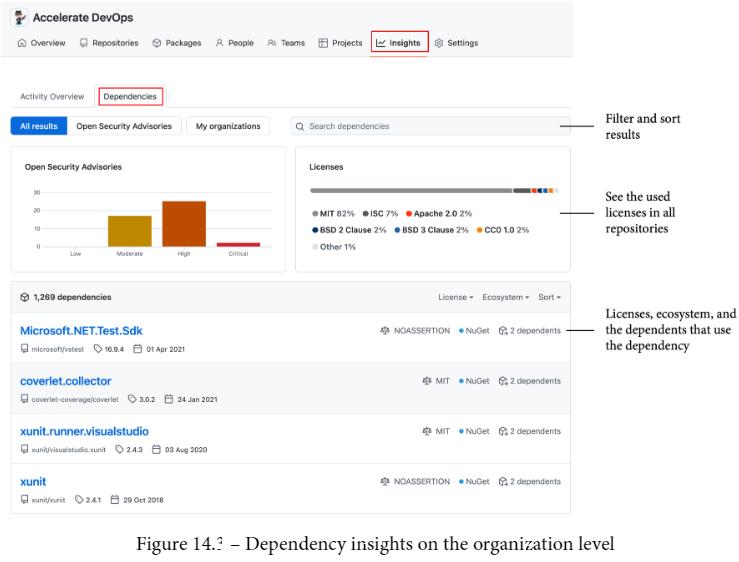 Accelerate DevOps
Overview Repositories Packages People Teams Projects Insights Settings
Activity Overview Dependencies
All results Open Security Advisories My organizations Search dependencies
Filter and sort
results
Open Security Advisories
30
20
10
0
Low Moderate High Critical
Licenses
MIT 82% ISC 7% Apache 2.0 2%
BSD 2 Clause 2% BSD 3 Clause 2% CC0 1.0 2%
Other 1%
See the used
licenses in all
repositories
1,269 dependencies License Ecosystem Sort
Microsoft.NET.Test.Sdk NOASSERTION NuGet 2 dependents
microsoft/vstest 16.9.4 01 Apr 2021
Licenses, ecosystem, and
the dependents that use
the dependency
coverlet.collector MIT NuGet 2 dependents
coverlet-coverage/coverlet 3.0.2 24 Jan 2021
xunit.runner.visualstudio MIT NuGet 2 dependents
xunit/visualstudio.xunit 2.4.3 03 Aug 2020
xunit NOASSERTION NuGet 2 dependents
xunit/xunit 2.4.1 29 Oct 2018
Figure 14.3 – Dependency insights on the organization level